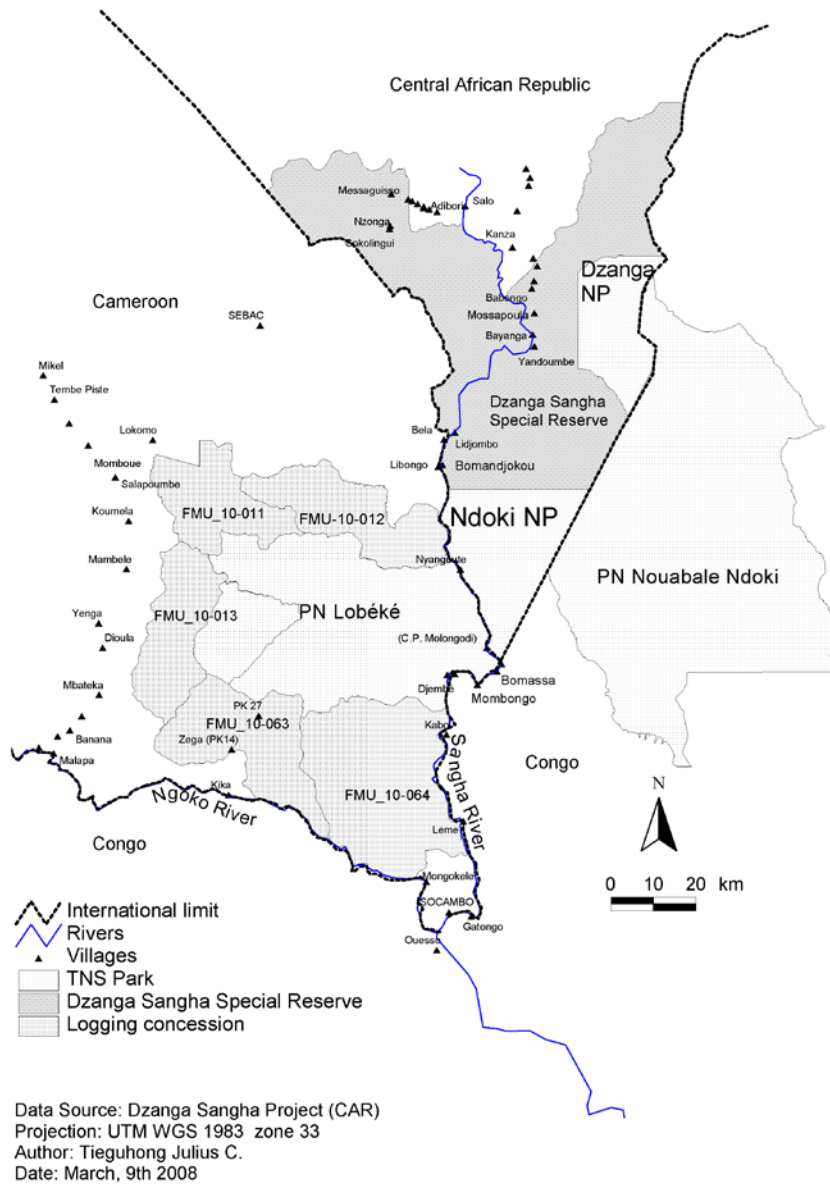 Central African Republic
Messaguisso
Adibori
Salo
Nzonga
Gokolingui
Kanza
Dzanga
NP
Cameroon
Babongo
SEBAC
Mossapoula
Bayanga
Yandoumbe
Mikel
Tembe Piste
Dzanga Sangha
Special Reserve
Lokomo
Bela
Lidjombo
Momboue
Libongo
Bomandjokou
Salapoumbe
FMU_10-011
FMU-10-012
Ndoki NP
Koumela
Mambele
Nyangoute
PN Nouabale Ndoki
PN Lobéké
Yenga
FMU_10-013
Dioula
(C.P. Molongodi)
Bomassa
Djembe
Mombongo
Mbateka
PK 27
FMU_10-063
Kabo
Banana
Zega (PK14)
Sangha River
Congo
Malapa
Kika
N
Ngoko River
FMU_10-064
Leme
Congo
Mongokele
0 10 20 km
SOCAMBO
Gatongo
Ouesso
International limit
Rivers
Villages
TNS Park
Dzanga Sangha Special Reserve
Logging concession
Data Source: Dzanga Sangha Project (CAR)
Projection: UTM WGS 1983 zone 33
Author: Tieguhong Julius C.
Date: March, 9th 2008